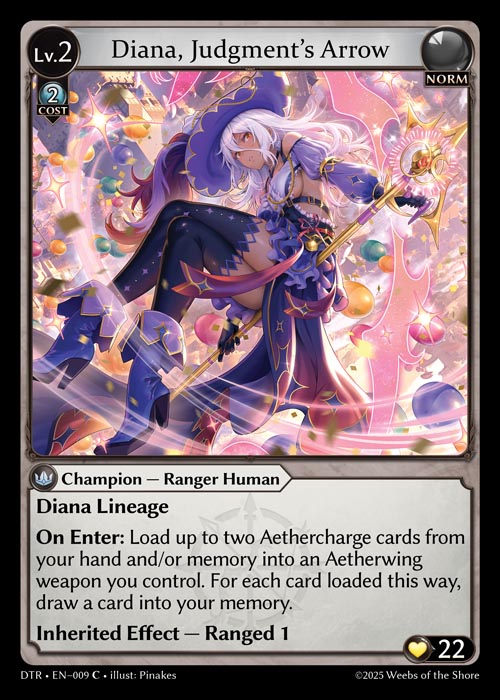 Lv.2
Diana, Judgment's Arrow
NORM
2
COST
Champion — Ranger Human
Diana Lineage
On Enter: Load up to two Aethercharge cards from
your hand and/or memory into an Aetherwing
weapon you control. For each card loaded this way,
draw a card into your memory.
Inherited Effect — Ranged 1
22
DTR • EN–009 C • illust: Pinakes
©2025 Weebs of the Shore